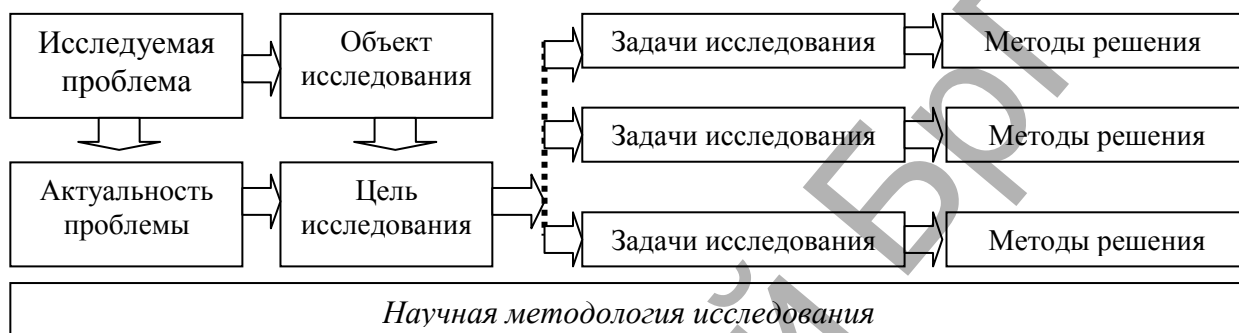 Исследуемая
проблема
Объект
исследования
Задачи исследования
Методы решения
Задачи исследования
Методы решения
Актуальность
проблемы
Цель
исследования
Задачи исследования
Методы решения
Научная методология исследования